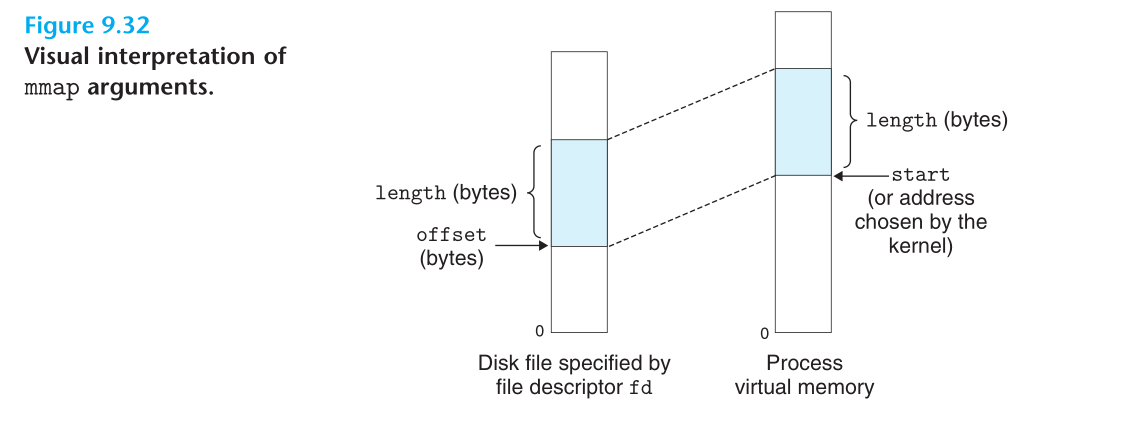 Figure 9.32
Visual interpretation of
mmap arguments.
length (bytes)
offset
(bytes)
0
Disk file specified by
file descriptor fd
length (bytes)
start
(or address
chosen by the
kernel)
0
Process
virtual memory